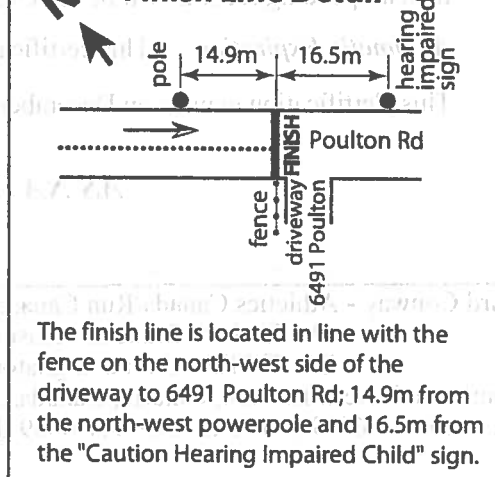 Finish Line Detail
pole
14.9m
16.5m
hearing
impaired
sign
FINISH
Poulton Rd
fence
driveway
6491 Poulton
The finish line is located in line with the
fence on the north-west side of the
driveway to 6491 Poulton Rd; 14.9m from
the north-west powerpole and 16.5m from
the "Caution Hearing Impaired Child" sign.